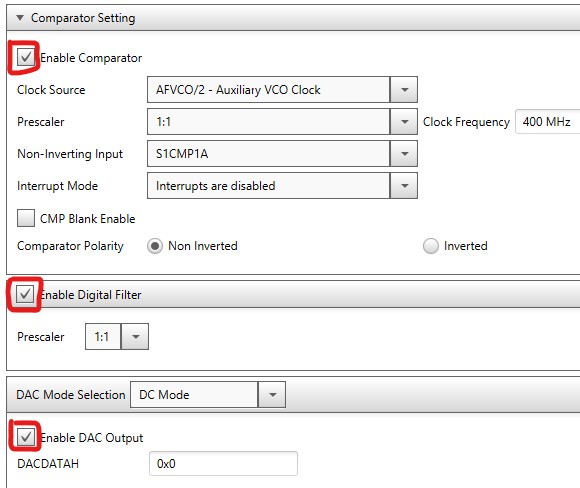 Comparator Setting
Enable Comparator
Clock Source AFVCO/2 - Auxiliary VCO Clock
Prescaler 1:1 Clock Frequency 400 MHz
Non-Inverting Input S1CMP1A
Interrupt Mode Interrupts are disabled
CMP Blank Enable
Comparator Polarity Non Inverted Inverted
Enable Digital Filter
Prescaler 1:1
DAC Mode Selection DC Mode
Enable DAC Output
DACDATAH 0x0